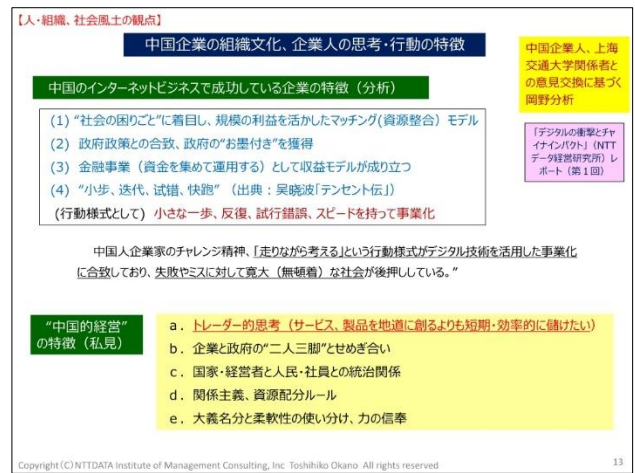 【人・組織、社会風土の観点】
中国企業の組織文化、企業人の思考・行動の特徴
中国企業人、上海
交通大学関係者と
の意見交換に基づく
岡野分析
中国のインターネットビジネスで成功している企業の特徴（分析）
(1) “社会の困りごと”に着目し、規模の利益を活かしたマッチング(資源整合）モデル
(2) 政府政策との合致、政府の“お墨付き”を獲得
(3) 金融事業（資金を集めて運用する）として収益モデルが成り立つ
(4) “小歩、迭代、试错、快跑” （出典：吴晓波「テンセント伝」）
(行動様式として) 小さな一歩、反復、試行錯誤、スピードを持って事業化
「デジタルの衝撃とチャ
イナインパクト」（NTT
データ経営研究所）レ
ポート（第１回）
中国人企業家のチャレンジ精神、「走りながら考える」という行動様式がデジタル技術を活用した事業化
に合致しており、失敗やミスに対して寛大（無頓着）な社会が後押ししている。”
“中国的経営”
の特徴（私見）
a．トレーダー的思考（サービス、製品を地道に創るよりも短期・効率的に儲けたい）
b．企業と政府の“二人三脚”とせめぎ合い
c．国家・経営者と人民・社員との統治関係
d．関係主義、資源配分ルール
e．大義名分と柔軟性の使い分け、力の信奉
Copyright（C）NTTDATA Institute of Management Consulting, Inc Toshihiko Okano All rights reserved
13